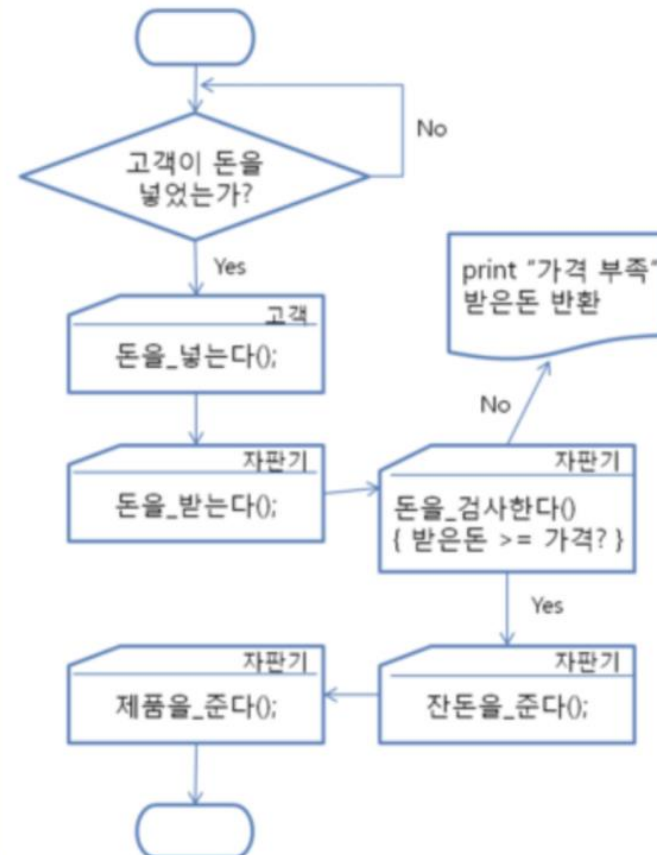 No
고객이 돈을
넣었는가?
Yes
print "가격 부족"
받은돈 반환
고객
돈을_넣는다();
No
자판기
돈을_받는다();
자판기
돈을_검사한다()
{ 받은돈 >= 가격? }
Yes
자판기
제품을_준다();
자판기
잔돈을_준다();